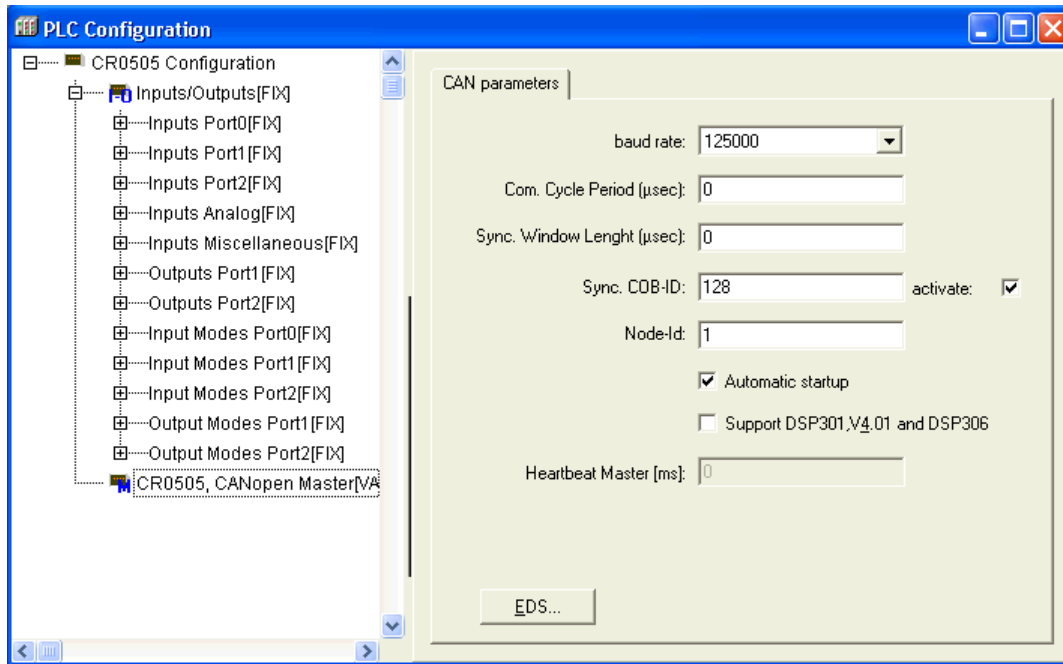 PLC Configuration
CR0505 Configuration
Inputs/Outputs[FIX]
Inputs Port0[FIX]
Inputs Port1[FIX]
Inputs Port2[FIX]
Inputs Analog[FIX]
Inputs Miscellaneous[FIX]
Outputs Port1[FIX]
Outputs Port2[FIX]
Input Modes Port0[FIX]
Input Modes Port1[FIX]
Input Modes Port2[FIX]
Output Modes Port1[FIX]
Output Modes Port2[FIX]
CR0505, CANopen Master[VA
CAN parameters
baud rate: 125000
Com. Cycle Period (µsec): 0
Sync. Window Lenght (µsec): 0
Sync. COB-ID: 128 activate:
Node-Id: 1
Automatic startup
Support DSP301,V4.01 and DSP306
Heartbeat Master [ms]: 0
EDS...